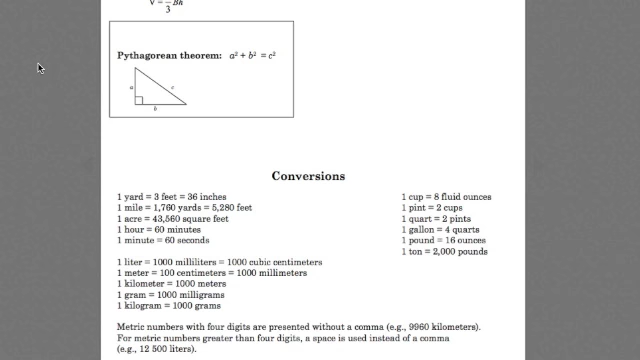 V = 1/3 Bh
Pythagorean theorem: a² + b² = c²
a
c
b
Conversions
1 yard = 3 feet = 36 inches
1 mile = 1,760 yards = 5,280 feet
1 acre = 43,560 square feet
1 hour = 60 minutes
1 minute = 60 seconds
1 cup = 8 fluid ounces
1 pint = 2 cups
1 quart = 2 pints
1 gallon = 4 quarts
1 pound = 16 ounces
1 ton = 2,000 pounds
1 liter = 1000 milliliters = 1000 cubic centimeters
1 meter = 100 centimeters = 1000 millimeters
1 kilometer = 1000 meters
1 gram = 1000 milligrams
1 kilogram = 1000 grams
Metric numbers with four digits are presented without a comma (e.g., 9960 kilometers).
For metric numbers greater than four digits, a space is used instead of a comma
(e.g., 12 500 liters).